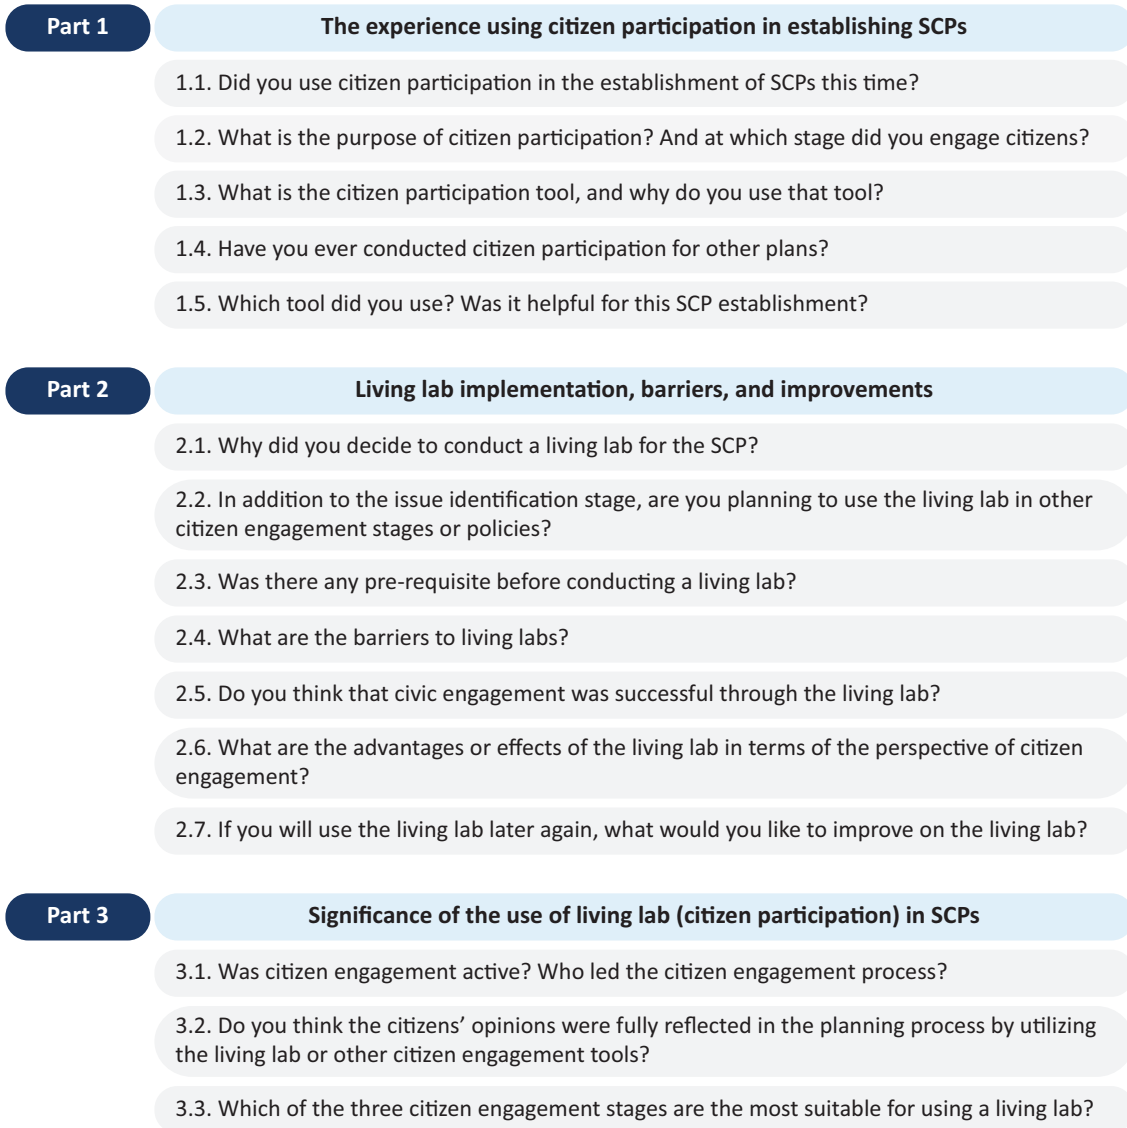 Part 1
The experience using citizen participation in establishing SCPs
1.1. Did you use citizen participation in the establishment of SCPs this time?
1.2. What is the purpose of citizen participation? And at which stage did you engage citizens?
1.3. What is the citizen participation tool, and why do you use that tool?
1.4. Have you ever conducted citizen participation for other plans?
1.5. Which tool did you use? Was it helpful for this SCP establishment?
Part 2
Living lab implementation, barriers, and improvements
2.1. Why did you decide to conduct a living lab for the SCP?
2.2. In addition to the issue identification stage, are you planning to use the living lab in other
citizen engagement stages or policies?
2.3. Was there any pre-requisite before conducting a living lab?
2.4. What are the barriers to living labs?
2.5. Do you think that civic engagement was successful through the living lab?
2.6. What are the advantages or effects of the living lab in terms of the perspective of citizen
engagement?
2.7. If you will use the living lab later again, what would you like to improve on the living lab?
Part 3
Significance of the use of living lab (citizen participation) in SCPs
3.1. Was citizen engagement active? Who led the citizen engagement process?
3.2. Do you think the citizens’ opinions were fully reflected in the planning process by utilizing
the living lab or other citizen engagement tools?
3.3. Which of the three citizen engagement stages are the most suitable for using a living lab?